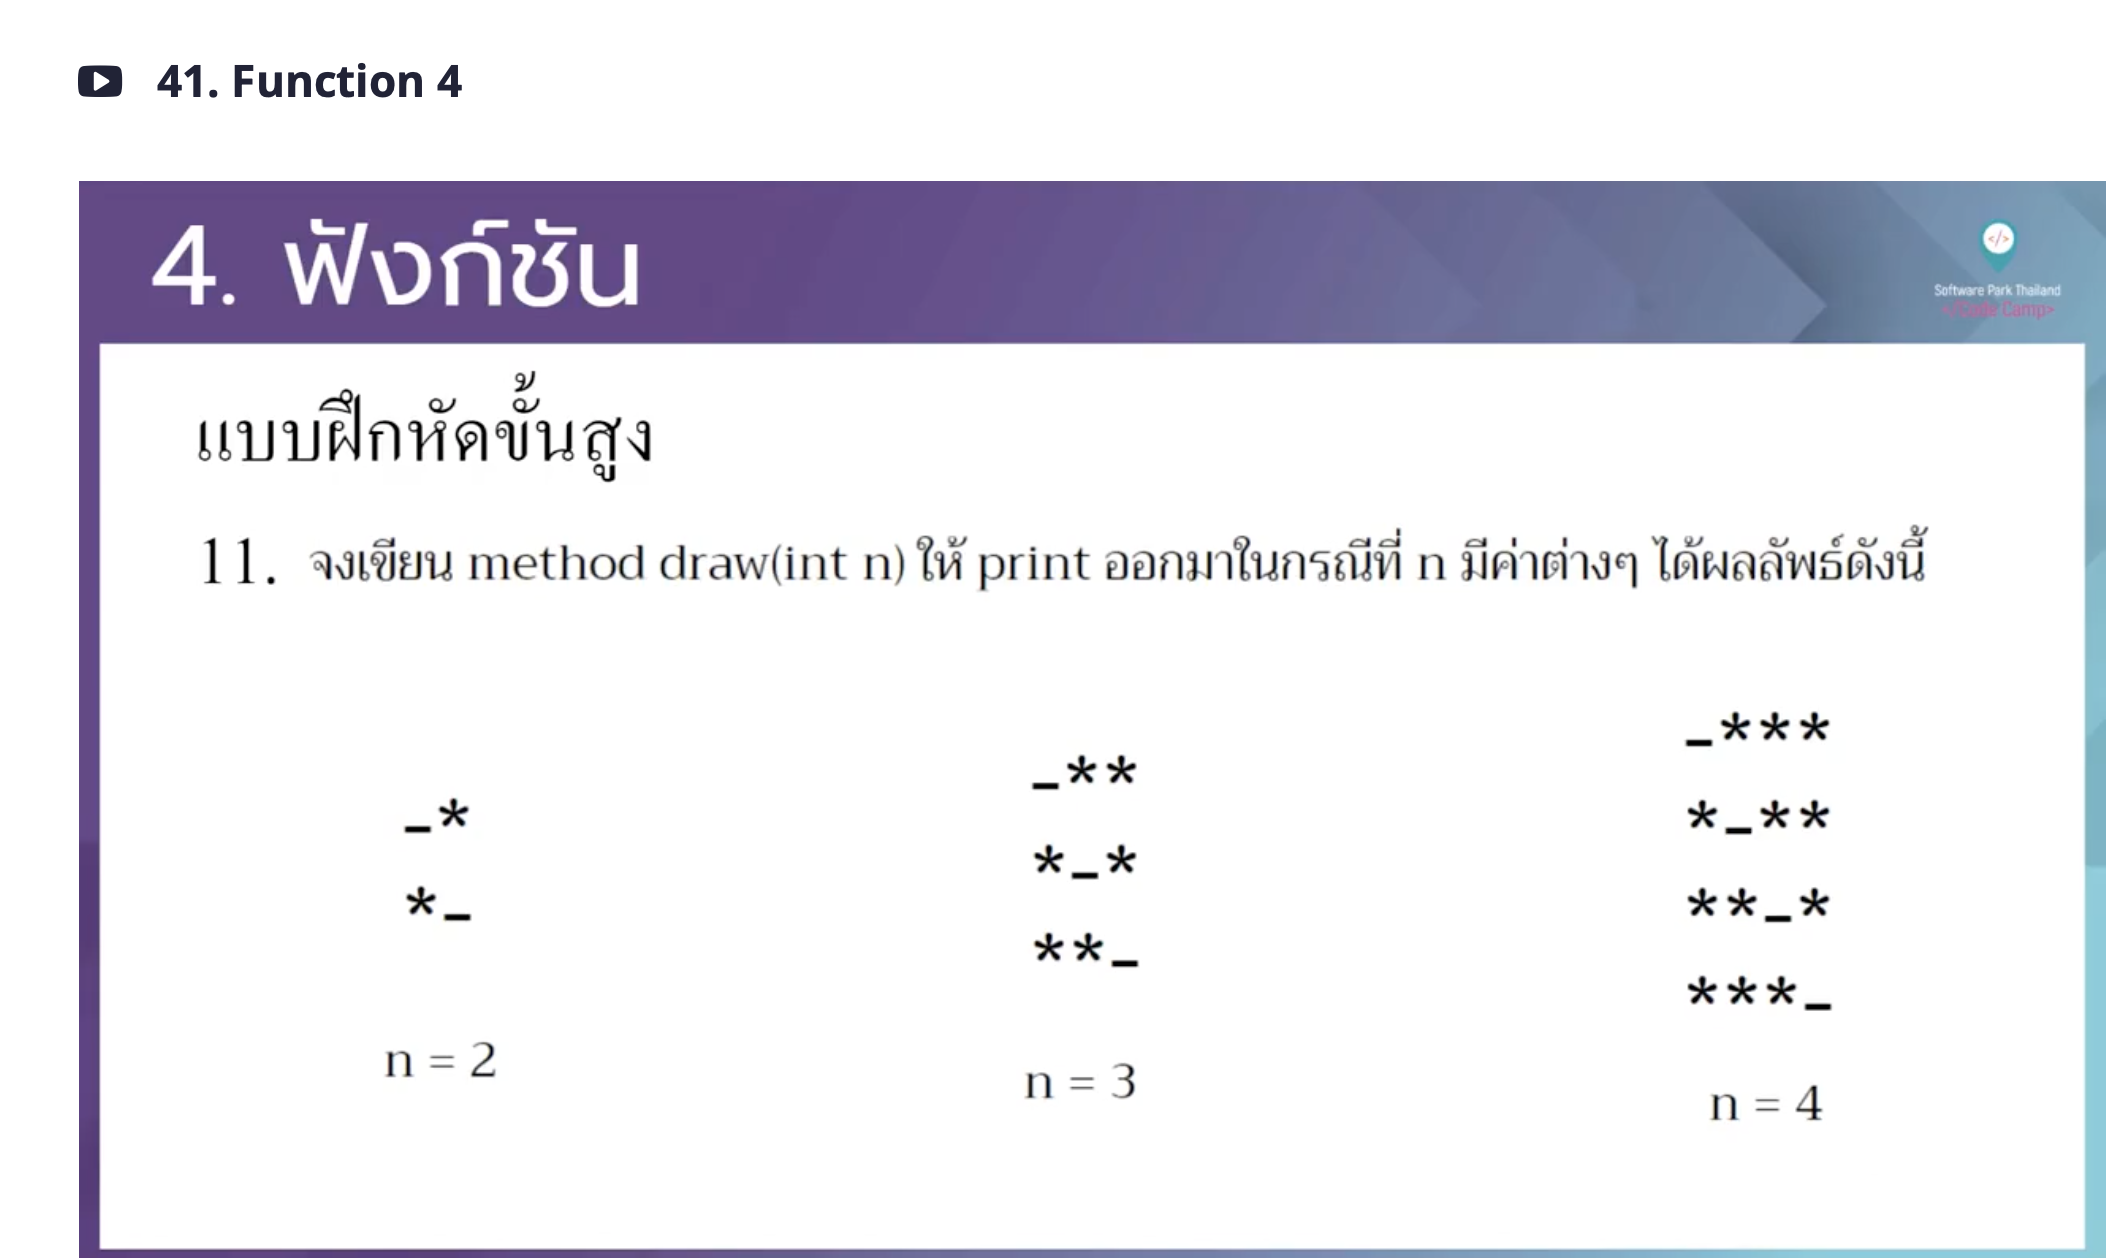 41. Function 4
4. ฟังก์ชัน
Software Park Thailand
</Code Camp>
แบบฝึกหัดขั้นสูง
11. จงเขียน method draw(int n) ให้ print ออกมาในกรณีที่ n มีค่าต่างๆ ได้ผลลัพธ์ดังนี้
_*
*_
n = 2
_**
*_*
**_
n = 3
_***
*_**
**_*
***_
n = 4